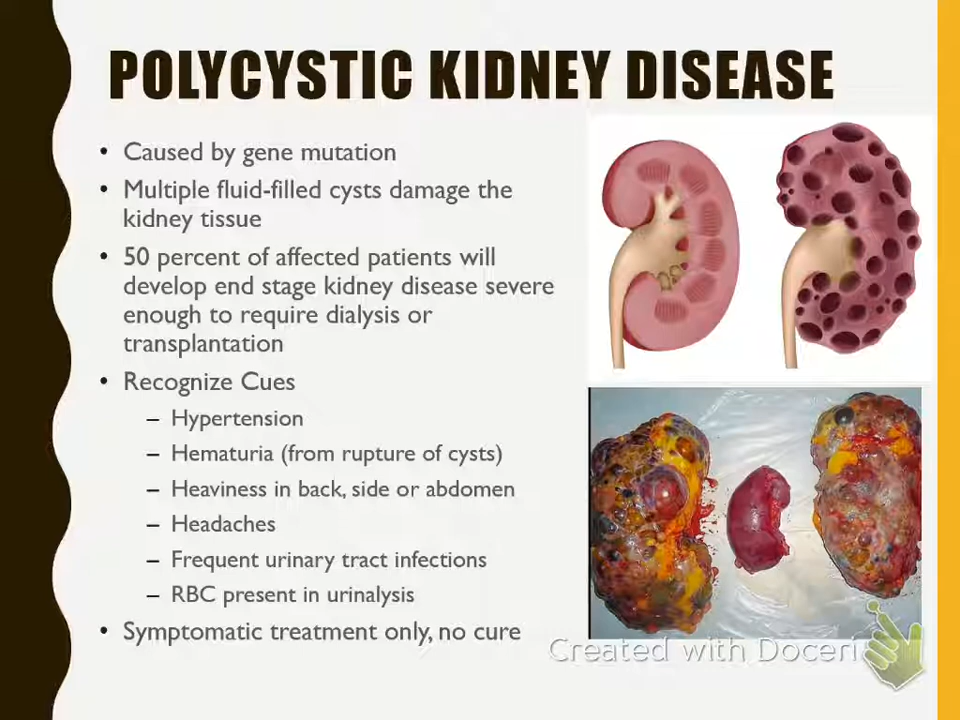 POLYCYSTIC KIDNEY DISEASE
• Caused by gene mutation
• Multiple fluid-filled cysts damage the
kidney tissue
• 50 percent of affected patients will
develop end stage kidney disease severe
enough to require dialysis or
transplantation
• Recognize Cues
– Hypertension
– Hematuria (from rupture of cysts)
– Heaviness in back, side or abdomen
– Headaches
– Frequent urinary tract infections
– RBC present in urinalysis
• Symptomatic treatment only, no cure
Created with Doceri